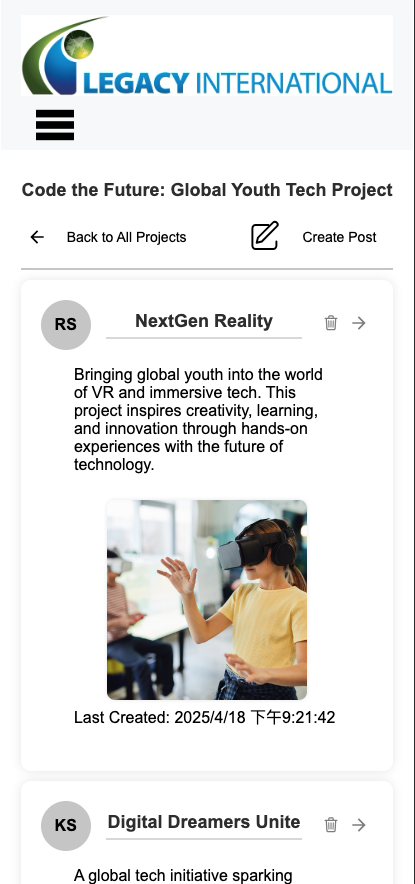 LEGACY INTERNATIONAL
Code the Future: Global Youth Tech Project
Back to All Projects
Create Post
RS
NextGen Reality
Bringing global youth into the world
of VR and immersive tech. This
project inspires creativity, learning,
and innovation through hands-on
experiences with the future of
technology.
Last Created: 2025/4/18 下午9:21:42
KS
Digital Dreamers Unite
A global tech initiative sparking